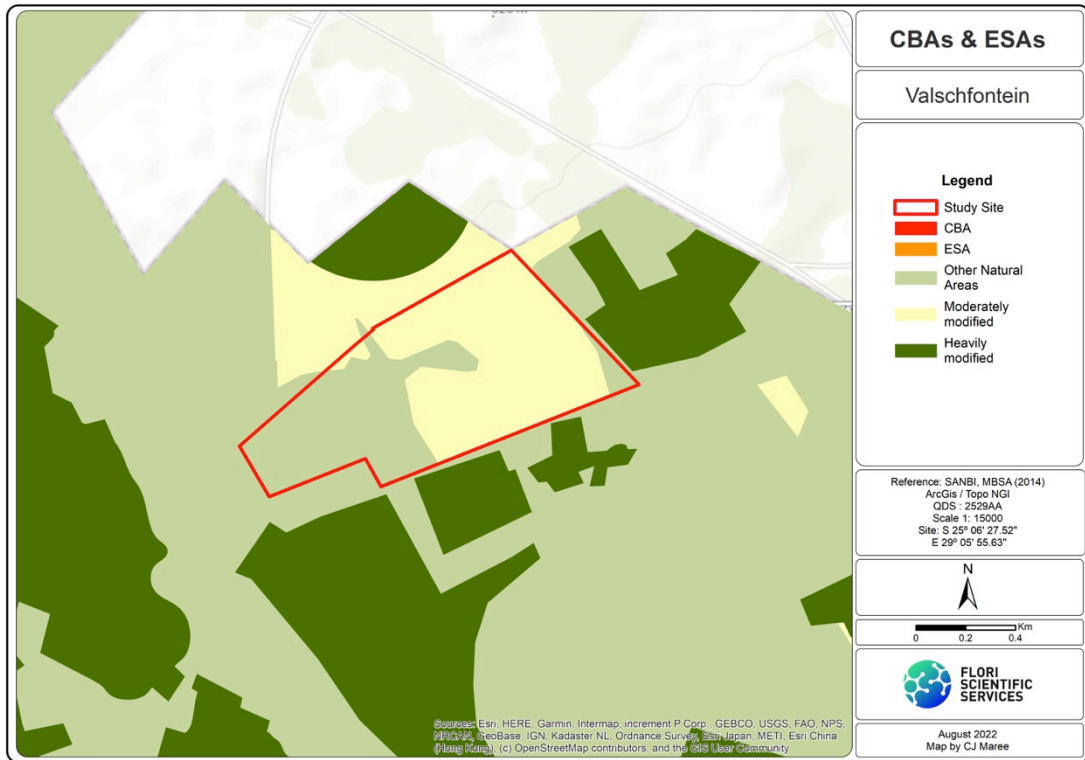 CBAs & ESAs
Valschfontein
Legend
Study Site
CBA
ESA
Other Natural
Areas
Moderately
modified
Heavily
modified
Reference: SANBI, MBSA (2014)
ArcGis / Topo NGI
QDS : 2529AA
Scale 1: 15000
Site: S 25º 06' 27.52"
E 29º 05' 55.63"
N
Km
0 0.2 0.4
FLORI
SCIENTIFIC
SERVICES
August 2022
Map by CJ Maree
Sources: Esri, HERE, Garmin, Intermap, increment P Corp., GEBCO, USGS, FAO, NPS,
NRCAN, GeoBase, IGN, Kadaster NL, Ordnance Survey, Esri Japan, METI, Esri China
(Hong Kong), (c) OpenStreetMap contributors, and the GIS User Community